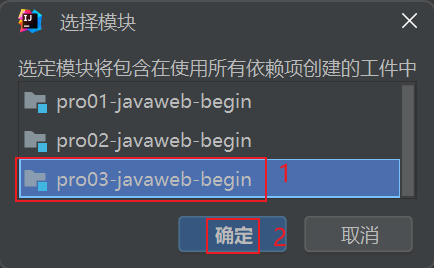 选择模块
选定模块将包含在使用所有依赖项创建的工件中
pro01-javaweb-begin
pro02-javaweb-begin
pro03-javaweb-begin 1
确定 2 取消